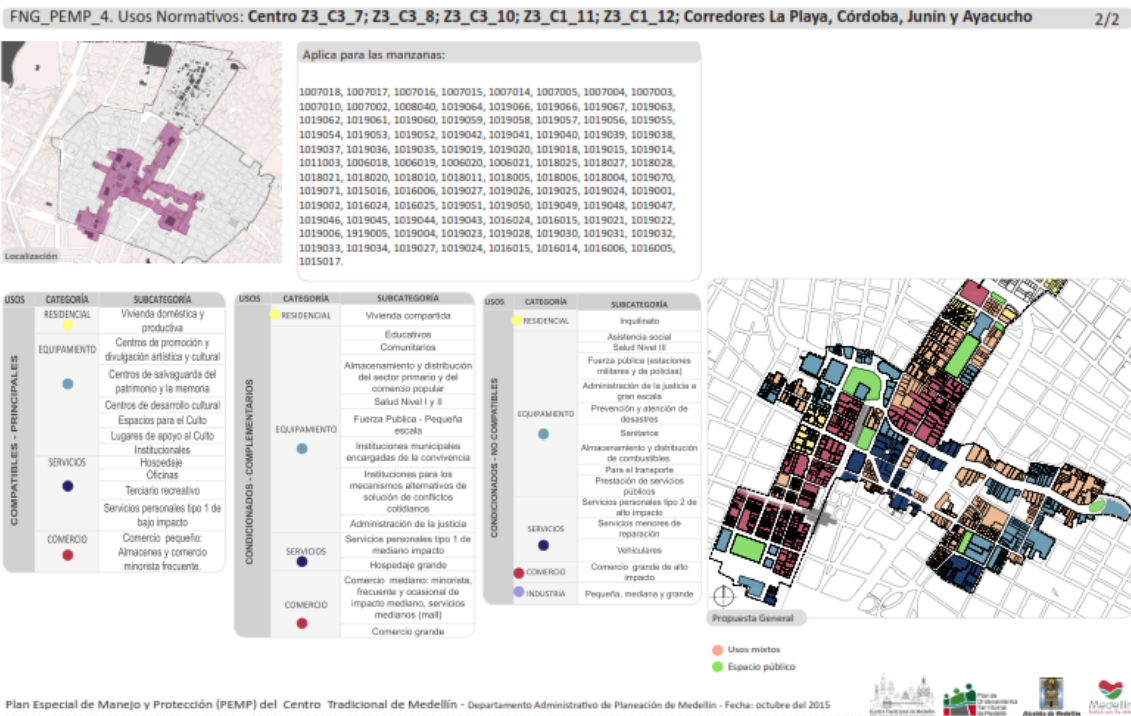 FNG_PEMP_4. Usos Normativos: Centro Z3_C3_7; Z3_C3_8; Z3_C3_10; Z3_C1_11; Z3_C1_12; Corredores La Playa, Córdoba, Junín y Ayacucho 2/2
Localización
Aplica para las manzanas:
1007018, 1007017, 1007016, 1007015, 1007014, 1007005, 1007004, 1007003,
1007010, 1007002, 1008040, 1019064, 1019066, 1019066, 1019067, 1019063,
1019062, 1019061, 1019060, 1019059, 1019058, 1019057, 1019056, 1019055,
1019054, 1019053, 1019052, 1019042, 1019041, 1019040, 1019039, 1019038,
1019037, 1019036, 1019035, 1019019, 1019020, 1019018, 1019015, 1019014,
1011003, 1006018, 1006019, 1006020, 1006021, 1018025, 1018027, 1018028,
1018021, 1018020, 1018010, 1018011, 1018005, 1018006, 1018004, 1019070,
1019071, 1015016, 1016006, 1019027, 1019026, 1019025, 1019024, 1019001,
1019002, 1016024, 1016025, 1019051, 1019050, 1019049, 1019048, 1019047,
1019046, 1019045, 1019044, 1019043, 1016024, 1016015, 1019021, 1019022,
1019006, 1919005, 1019004, 1019023, 1019028, 1019030, 1019031, 1019032,
1019033, 1019034, 1019027, 1019024, 1016015, 1016014, 1016006, 1016005,
1015017.
USOS CATEGORÍA SUBCATEGORÍA
COMPATIBLES - PRINCIPALES
RESIDENCIAL
Vivienda doméstica y
productiva
EQUIPAMIENTO
Centros de promoción y
divulgación artística y cultural
Centros de salvaguarda del
patrimonio y la memoria
Centros de desarrollo cultural
Espacios para el Culto
Lugares de apoyo al Culto
Institucionales
SERVICIOS
Hospedaje
Oficinas
Terciario recreativo
Servicios personales tipo 1 de
bajo impacto
COMERCIO
Comercio pequeño:
Almacenes y comercio
minorista frecuente.
USOS CATEGORÍA SUBCATEGORÍA
CONDICIONADOS - COMPLEMENTARIOS
RESIDENCIAL
Vivienda compartida
EQUIPAMIENTO
Educativos
Comunitarios
Almacenamiento y distribución
del sector primario y del
comercio popular
Salud Nivel I y II
Fuerza Publica - Pequeña
escala
Instituciones municipales
encargadas de la convivencia
Instituciones para los
mecanismos alternativos de
solución de conflictos
cotidianos
Administración de la justicia
SERVICIOS
Servicios personales tipo 1 de
mediano impacto
Hospedaje grande
COMERCIO
Comercio mediano: minorista,
frecuente y ocasional de
impacto mediano, servicios
medianos (mall)
Comercio grande
USOS CATEGORÍA SUBCATEGORÍA
CONDICIONADOS - NO COMPATIBLES
RESIDENCIAL
Inquilinato
EQUIPAMIENTO
Asistencia social
Salud Nivel III
Fuerza pública (estaciones
militares y de policías)
Administración de la justicia a
gran escala
Prevención y atención de
desastres
Sanitarios
Almacenamiento y distribución
de combustibles.
Para el transporte
Prestación de servicios
públicos
SERVICIOS
Servicios personales tipo 2 de
alto impacto
Servicios menores de
reparación
Vehiculares
COMERCIO
Comercio grande de alto
impacto
INDUSTRIA
Pequeña, mediana y grande
Propuesta General
Usos mixtos
Espacio público
Plan Especial de Manejo y Protección (PEMP) del Centro Tradicional de Medellín - Departamento Administrativo de Planeación de Medellín - Fecha: octubre del 2015
Centro Tradicional de Medellín
Plan de
Ordenamiento
Territorial
de Medellín
Alcaldía de Medellín
Medellín